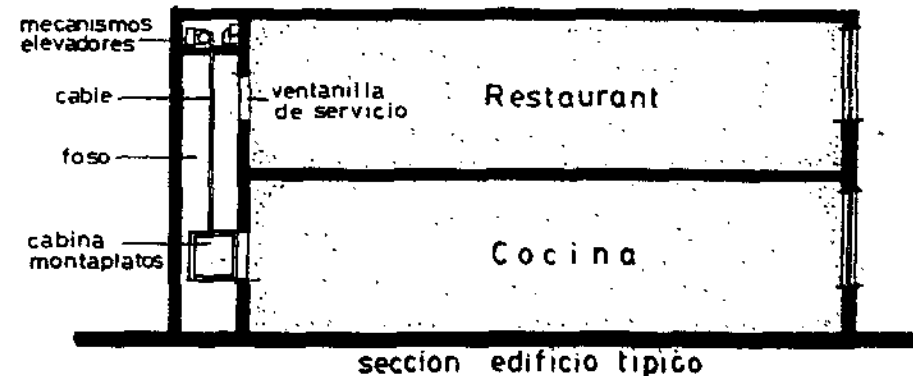 mecanismos
elevadores
cable
foso
cabina
montaplatos
ventanilla
de servicio
Restaurant
Cocina
seccion edificio tipico